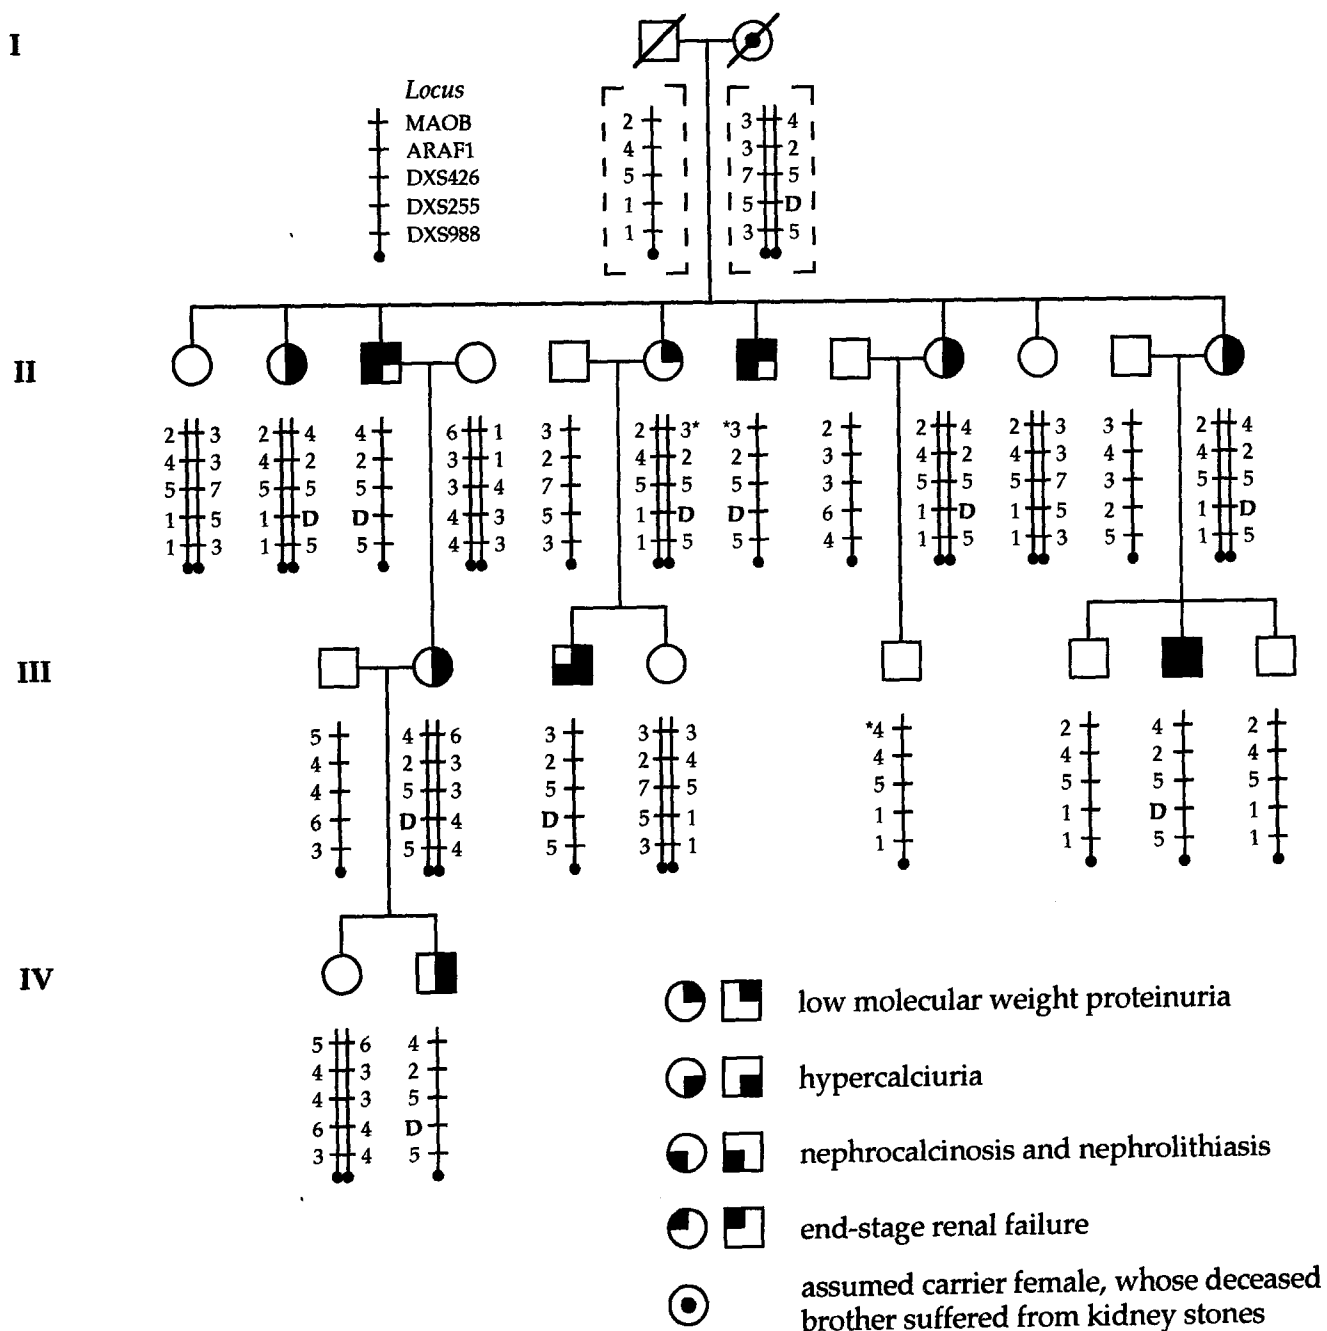 I
Locus
MAOB 2 3 4
ARAF1 4 3 2
DXS426 5 7 5
DXS255 1 5 D
DXS988 1 3 5
II
2 3 2 4 4 6 1 3 2 3* *3 2 2 4 2 3 3 2 4
4 3 4 2 2 3 1 2 4 2 2 3 4 2 4 3 4 4 2
5 7 5 5 5 3 4 7 5 5 5 3 5 5 5 7 3 5 5
1 5 1 D D 4 3 5 1 D D 6 1 D 1 5 2 1 D
1 3 1 5 5 4 3 3 1 5 5 4 1 5 1 3 5 1 5
III
5 4 6 3 3 3 *4 2 4 2
4 2 3 2 2 4 4 4 2 4
4 5 3 5 7 5 5 5 5 5
6 D 4 D 5 1 1 1 D 1
3 5 4 5 3 1 1 1 5 1
IV
5 6 4
4 3 2
4 3 5
6 4 D
3 4 5
low molecular weight proteinuria
hypercalciuria
nephrocalcinosis and nephrolithiasis
end-stage renal failure
assumed carrier female, whose deceased
brother suffered from kidney stones